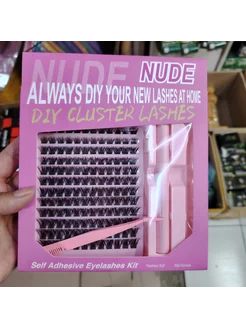 NUDE
NUDE
ALWAYS DIY YOUR NEW LASHES AT HOME
DIY CLUSTER LASHES
Self Adhesive Eyelashes Kit